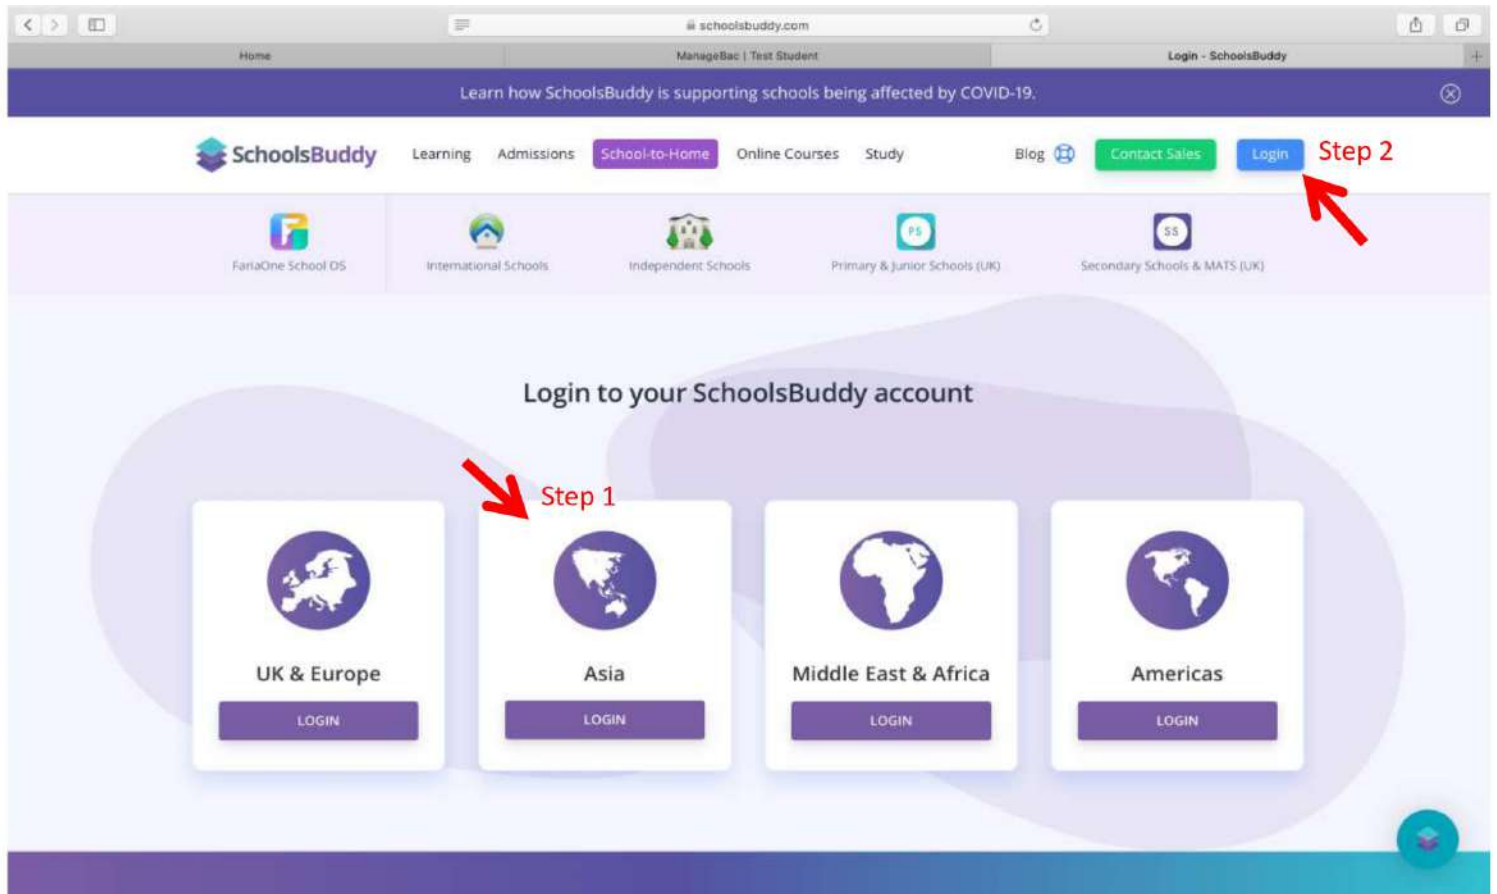 schoolsbuddy.com
Home
ManageBac | Test Student
Login - SchoolsBuddy
Learn how SchoolsBuddy is supporting schools being affected by COVID-19.
SchoolsBuddy Learning Admissions School-to-Home Online Courses Study Blog Contact Sales Login Step 2
FariaOne School OS
International Schools
Independent Schools
PS
Primary & Junior Schools (UK)
SS
Secondary Schools & MATS (UK)
Login to your SchoolsBuddy account
Step 1
UK & Europe
LOGIN
Asia
LOGIN
Middle East & Africa
LOGIN
Americas
LOGIN